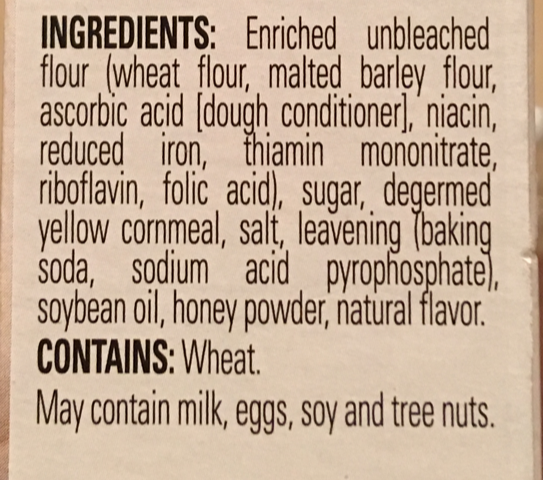 INGREDIENTS: Enriched unbleached
flour (wheat flour, malted barley flour,
ascorbic acid [dough conditioner], niacin,
reduced iron, thiamin mononitrate,
riboflavin, folic acid), sugar, degermed
yellow cornmeal, salt, leavening (baking
soda, sodium acid pyrophosphate),
soybean oil, honey powder, natural flavor.
CONTAINS: Wheat.
May contain milk, eggs, soy and tree nuts.